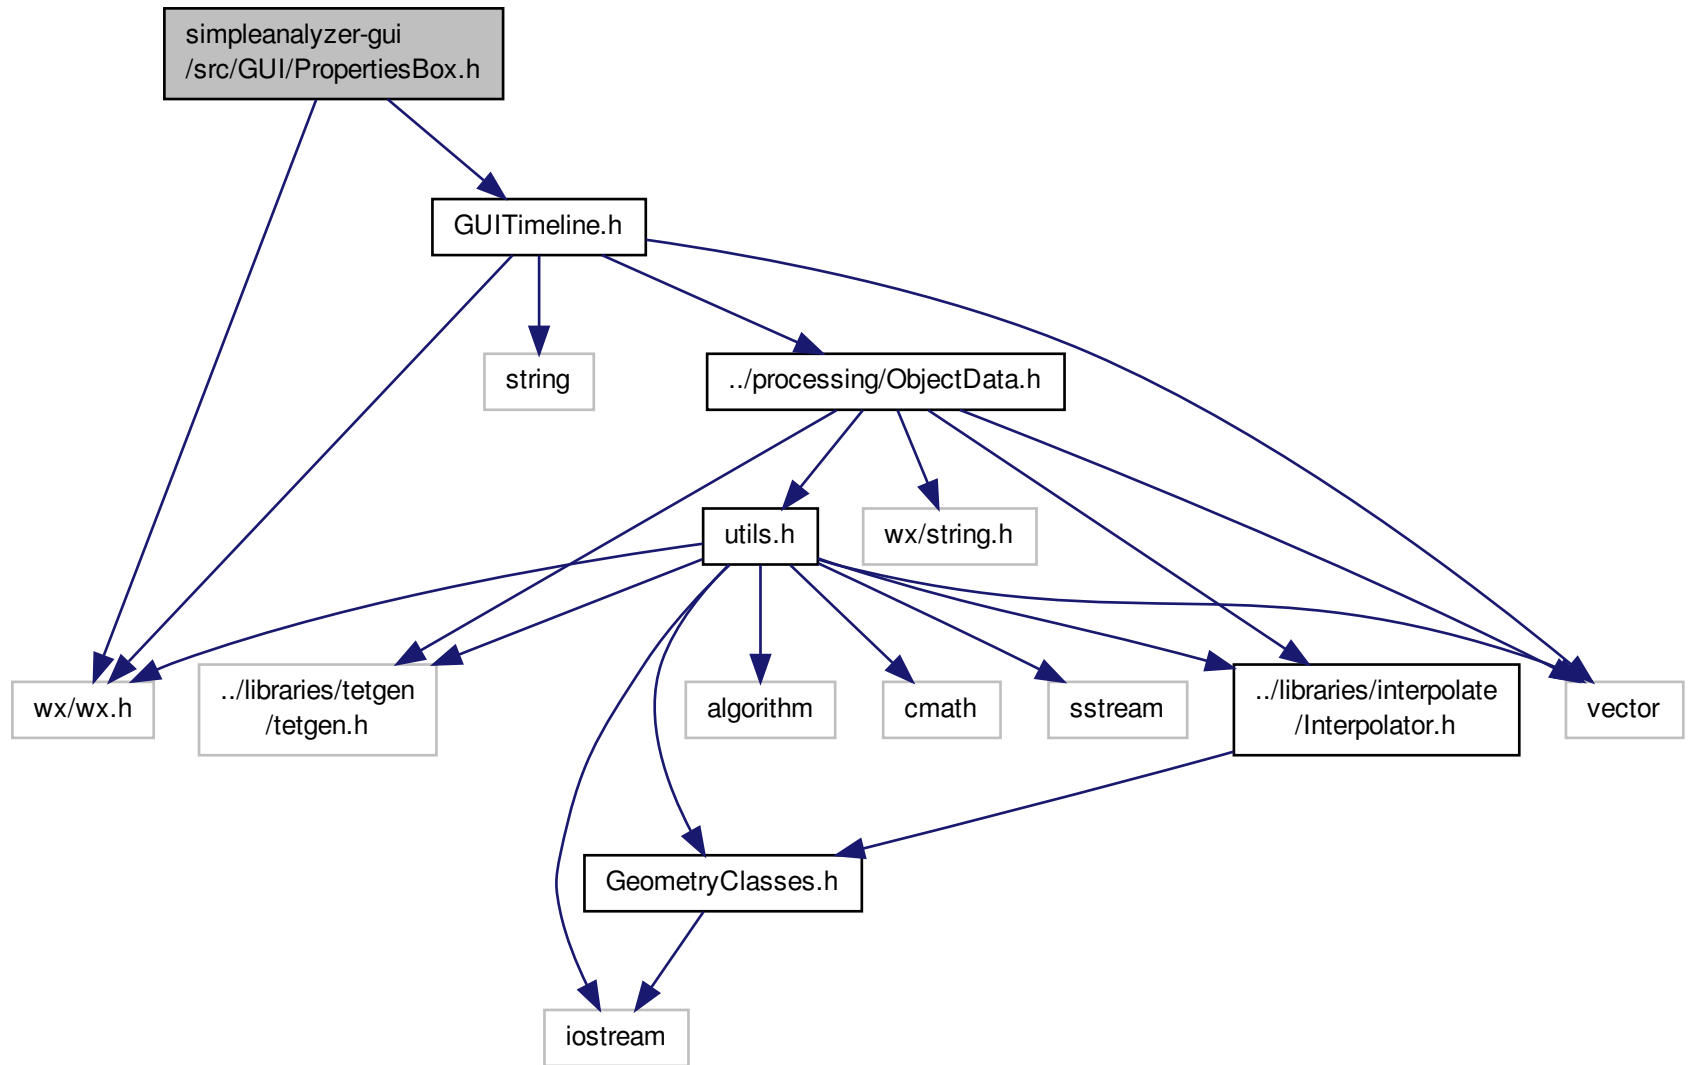 simpleanalyzer-gui
/src/GUI/PropertiesBox.h
GUITimeline.h
string
../processing/ObjectData.h
utils.h
wx/string.h
wx/wx.h
../libraries/tetgen
/tetgen.h
algorithm
cmath
sstream
../libraries/interpolate
/Interpolator.h
vector
GeometryClasses.h
iostream